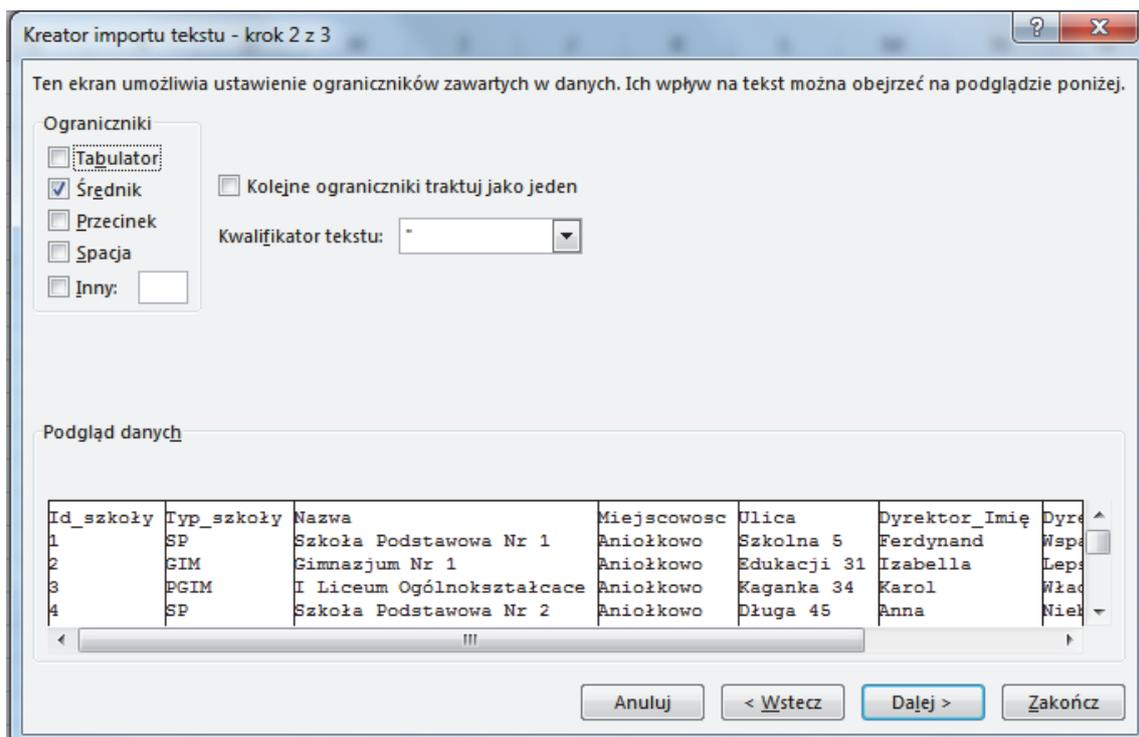 Kreator importu tekstu - krok 2 z 3
Ten ekran umożliwia ustawienie ograniczników zawartych w danych. Ich wpływ na tekst można obejrzeć na podglądzie poniżej.
Ograniczniki
Tabulator
Średnik
Przecinek
Spacja
Inny:
Kolejne ograniczniki traktuj jako jeden
Kwalifikator tekstu: "
Podgląd danych
Id_szkoły Typ_szkoły Nazwa Miejscowosc Ulica Dyrektor_Imię Dyre
1 SP Szkoła Podstawowa Nr 1 Aniołkowo Szkolna 5 Ferdynand Wspa
2 GIM Gimnazjum Nr 1 Aniołkowo Edukacji 31 Izabella Leps
3 PGIM I Liceum Ogólnokształcace Aniołkowo Kaganka 34 Karol Wład
4 SP Szkoła Podstawowa Nr 2 Aniołkowo Długa 45 Anna
Anuluj < Wstecz Dalej > Zakończ